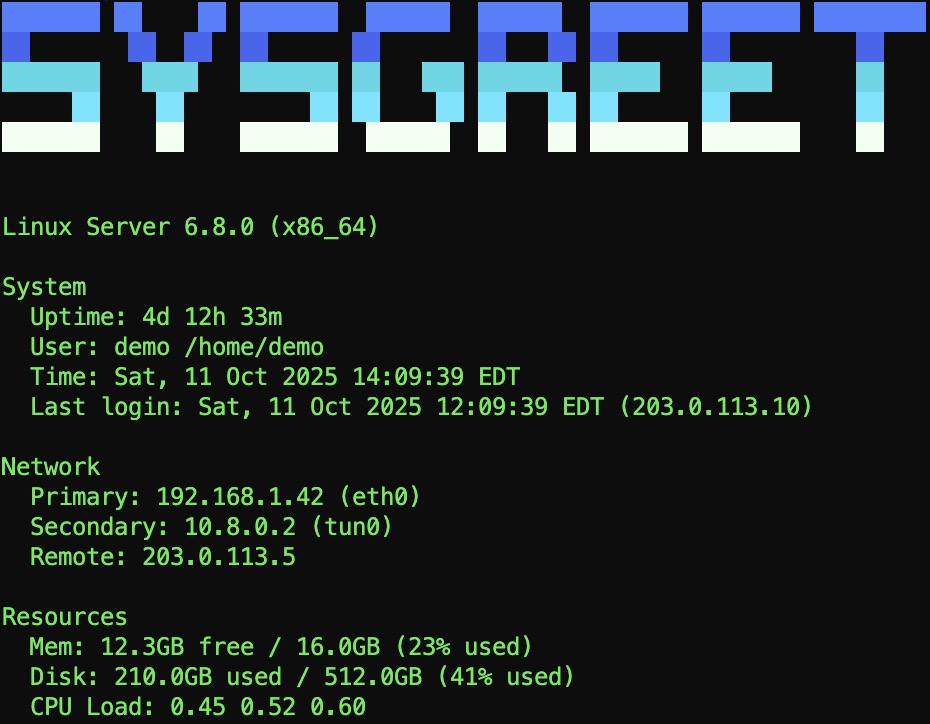 SYSGREET
Linux Server 6.8.0 (x86_64)
System
Uptime: 4d 12h 33m
User: demo /home/demo
Time: Sat, 11 Oct 2025 14:09:39 EDT
Last login: Sat, 11 Oct 2025 12:09:39 EDT (203.0.113.10)
Network
Primary: 192.168.1.42 (eth0)
Secondary: 10.8.0.2 (tun0)
Remote: 203.0.113.5
Resources
Mem: 12.3GB free / 16.0GB (23% used)
Disk: 210.0GB used / 512.0GB (41% used)
CPU Load: 0.45 0.52 0.60